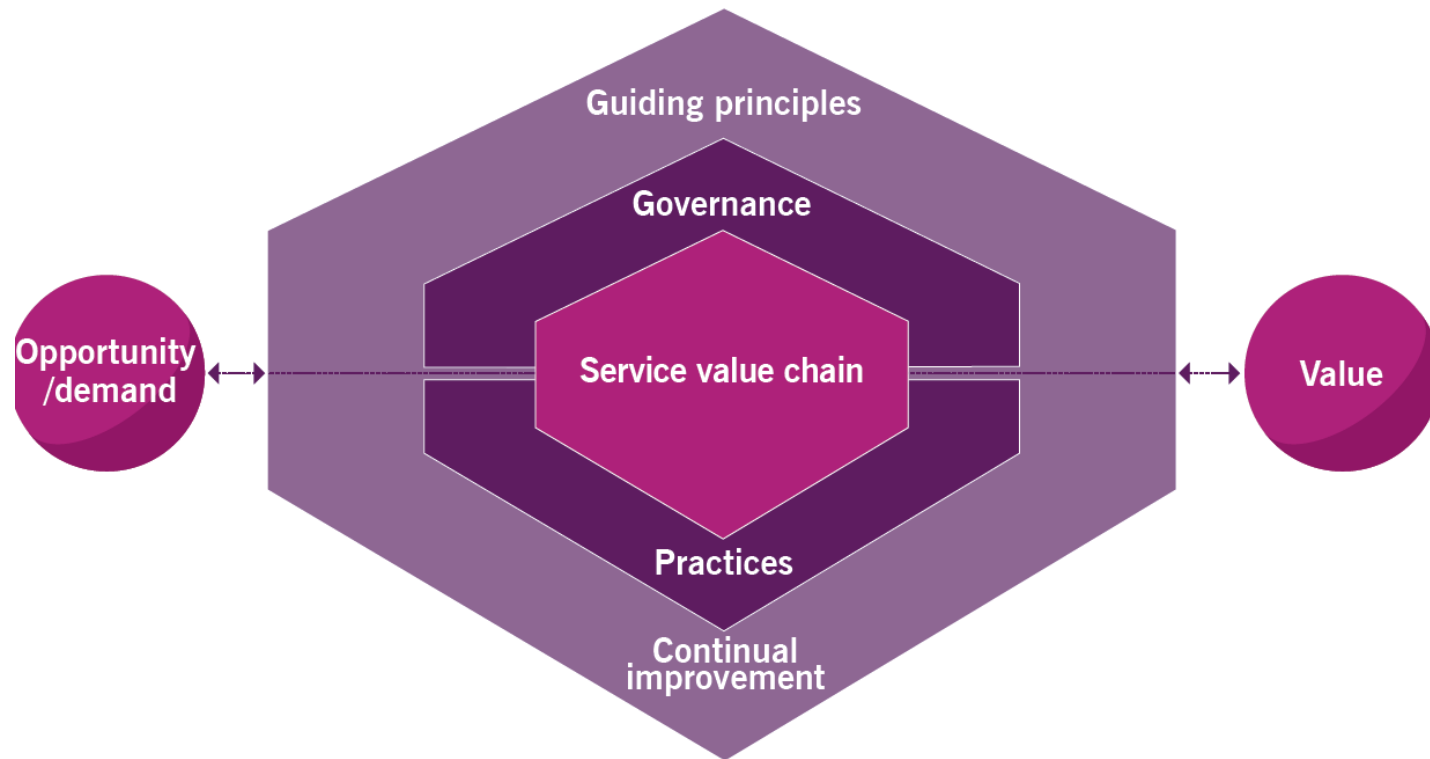 Guiding principles
Governance
Opportunity
/demand
Service value chain
Value
Practices
Continual
improvement